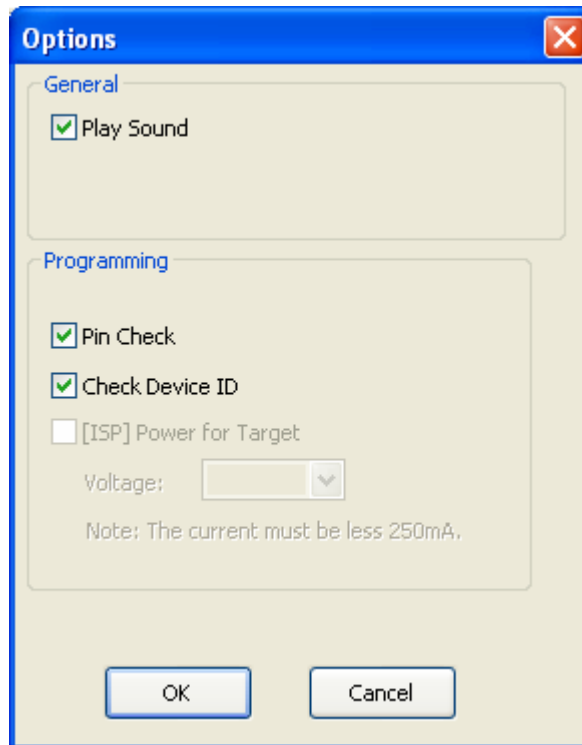 Options
General
Play Sound
Programming
Pin Check
Check Device ID
[ISP] Power for Target
Voltage:
Note: The current must be less 250mA.
OK Cancel